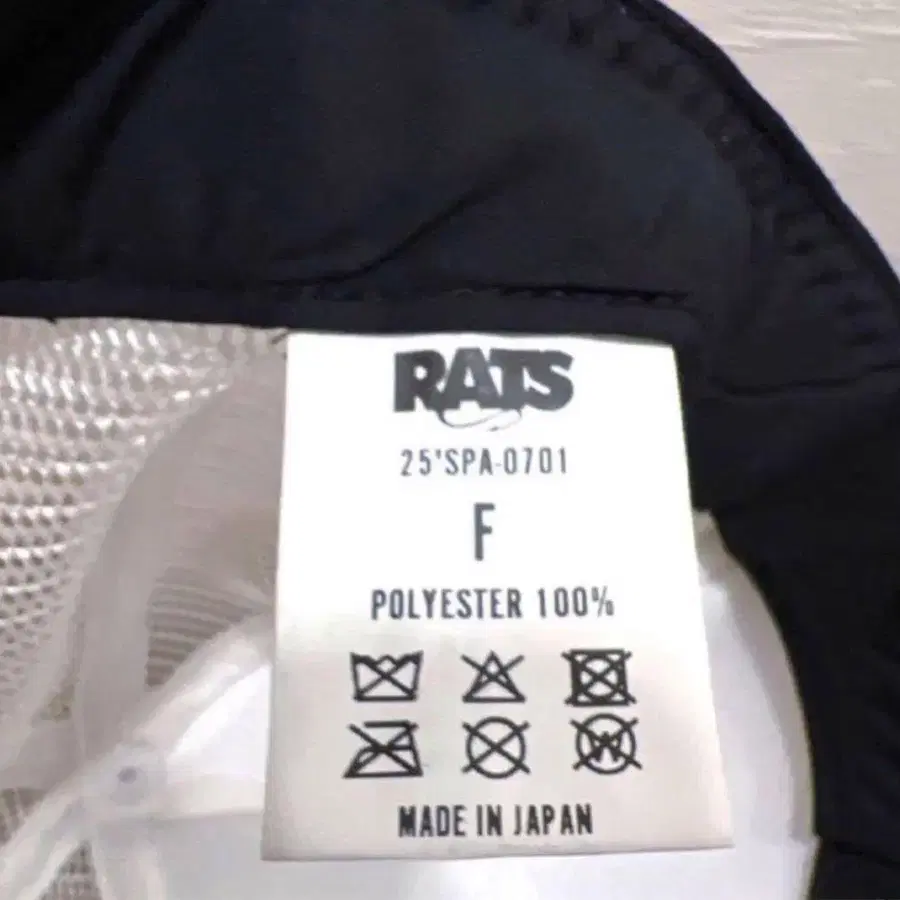 RATS
25'SPA-0701
F
POLYESTER 100%
W
MADE IN JAPAN